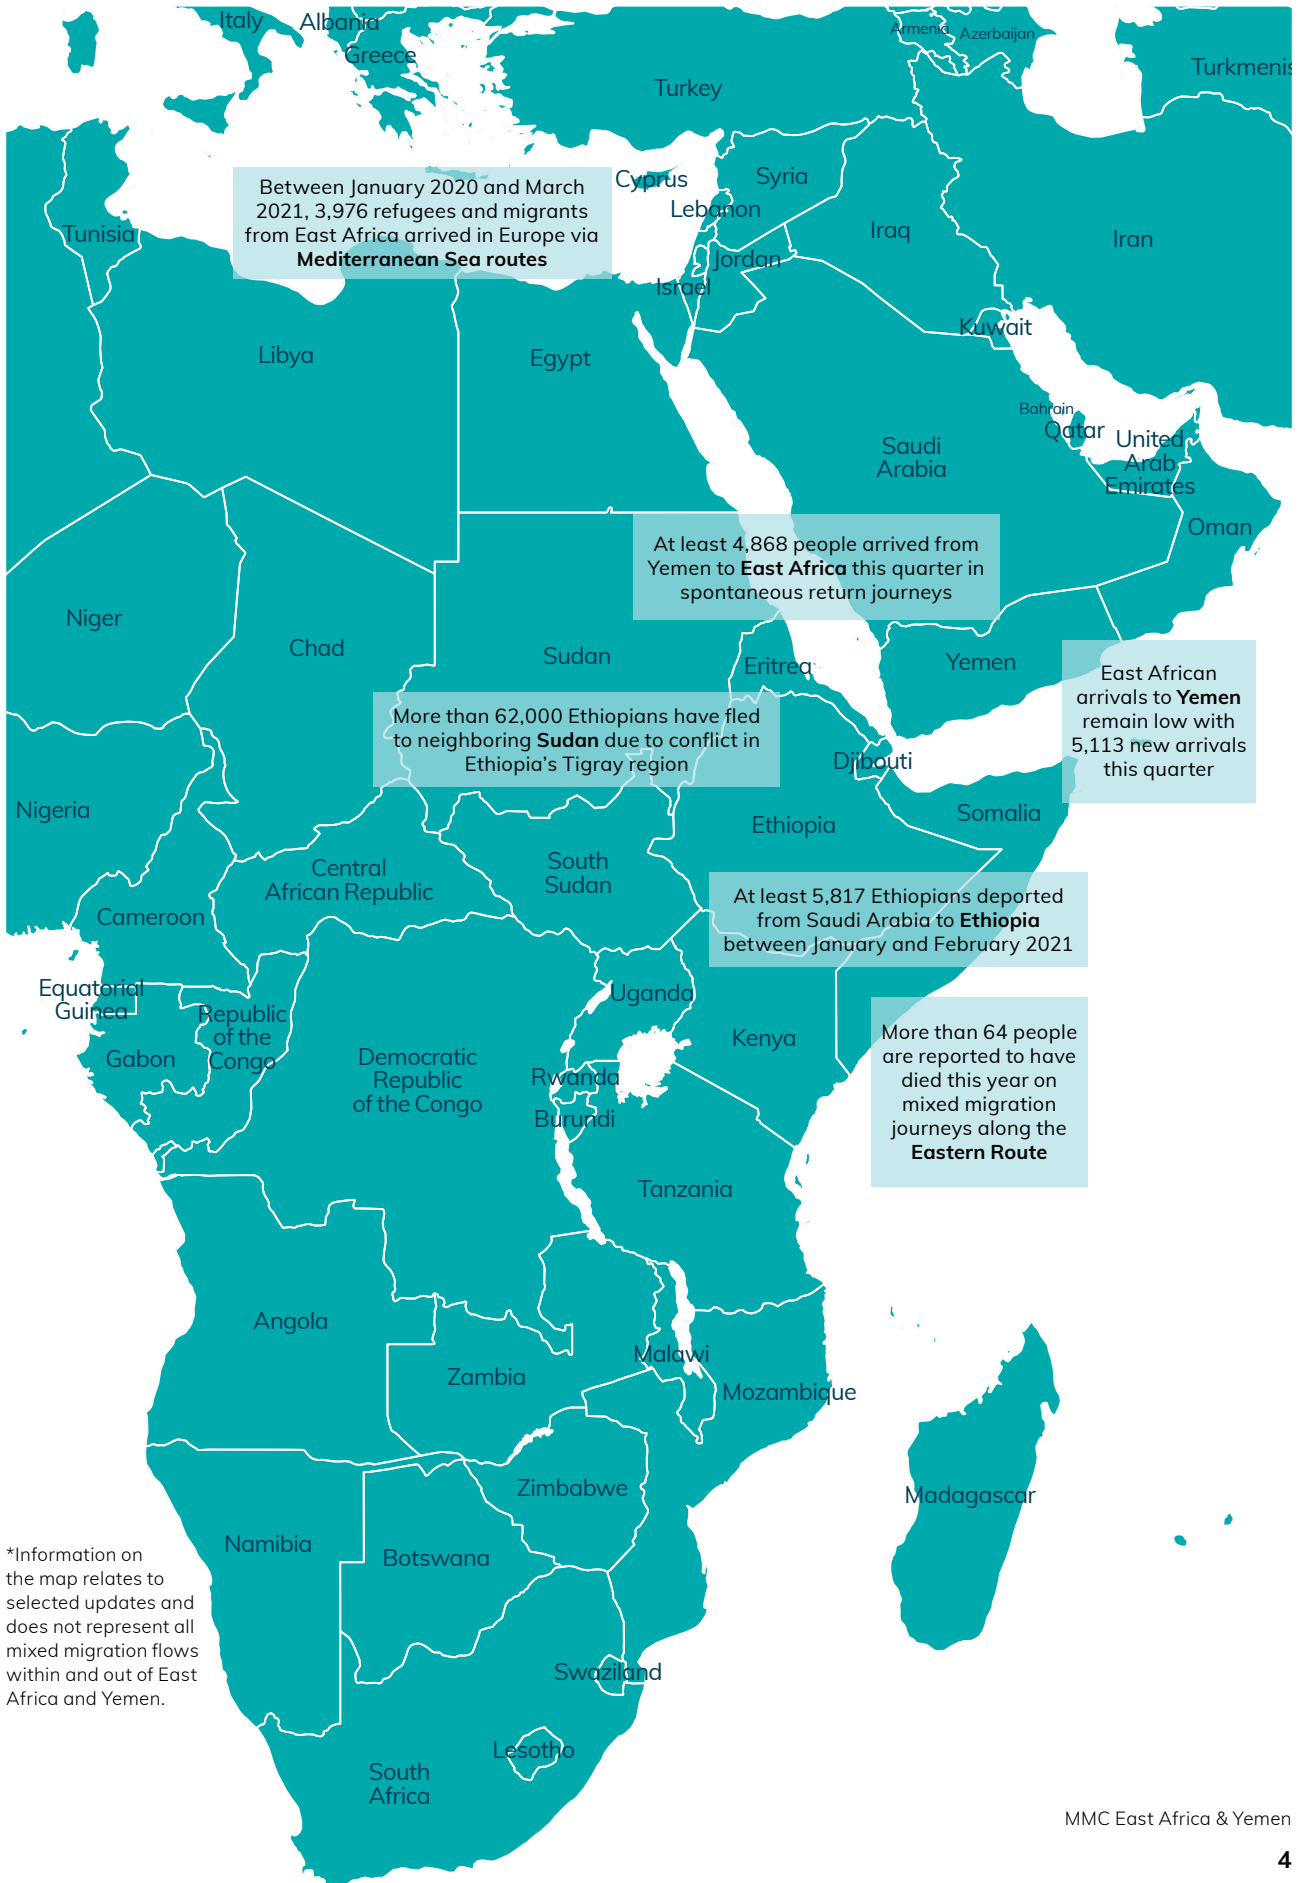 Italy
Albania
Greece
Armenia
Azerbaijan
Turkmenis
Turkey
Cyprus
Syria
Lebanon
Iraq
Iran
Jordan
Israel
Kuwait
Tunisia
Between January 2020 and March
2021, 3,976 refugees and migrants
from East Africa arrived in Europe via
Mediterranean Sea routes
Libya
Egypt
Bahrain
Qatar
Saudi
Arabia
United
Arab
Emirates
Oman
At least 4,868 people arrived from
Yemen to East Africa this quarter in
spontaneous return journeys
Niger
Chad
Sudan
Eritrea
Yemen
East African
arrivals to Yemen
remain low with
5,113 new arrivals
this quarter
More than 62,000 Ethiopians have fled
to neighboring Sudan due to conflict in
Ethiopia's Tigray region
Djibouti
Nigeria
Ethiopia
Somalia
Central
African Republic
South
Sudan
At least 5,817 Ethiopians deported
from Saudi Arabia to Ethiopia
between January and February 2021
Cameroon
Equatorial
Guinea
Gabon
Republic
of the
Congo
Democratic
Republic
of the Congo
Uganda
Kenya
Rwanda
Burundi
More than 64 people
are reported to have
died this year on
mixed migration
journeys along the
Eastern Route
Tanzania
Angola
Zambia
Malawi
Mozambique
Zimbabwe
Madagascar
Namibia
Botswana
*Information on
the map relates to
selected updates and
does not represent all
mixed migration flows
within and out of East
Africa and Yemen.
Swaziland
Lesotho
South
Africa
MMC East Africa & Yemen
4